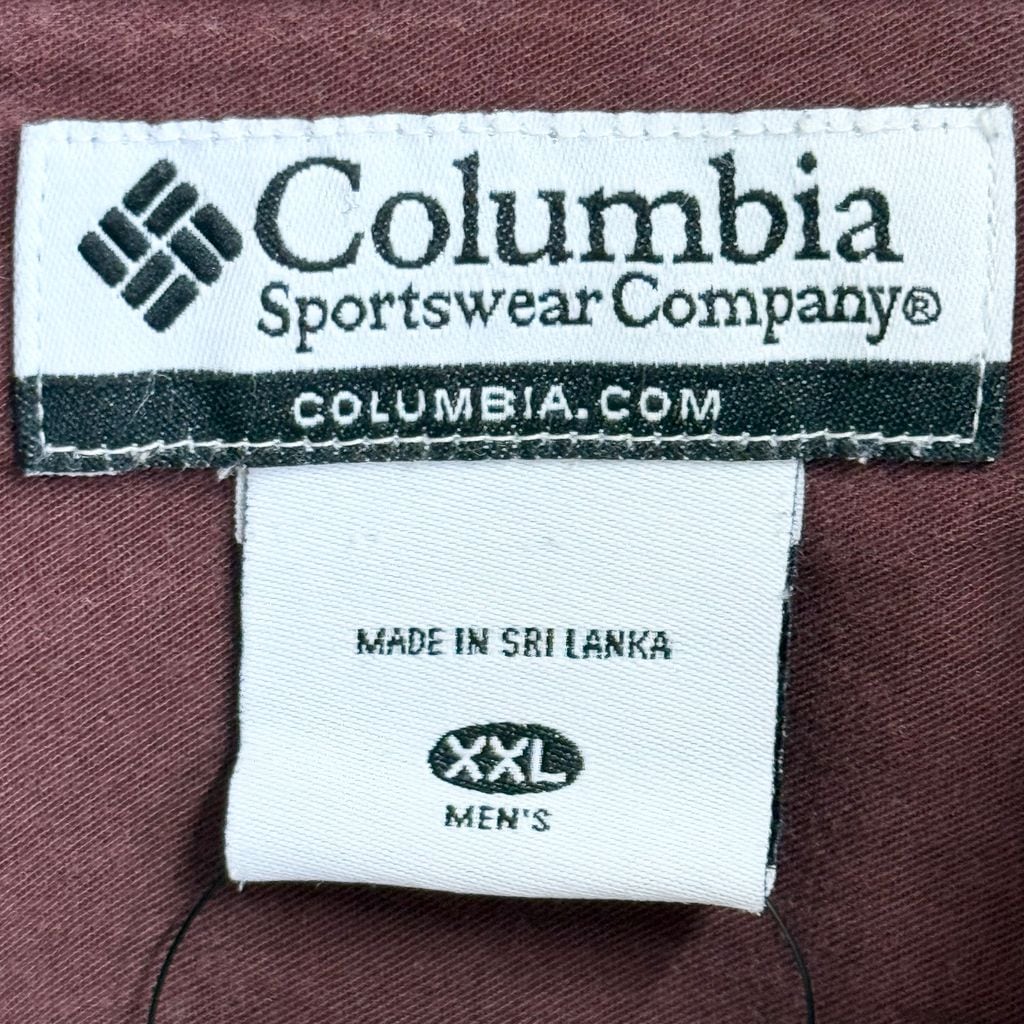 Columbia
Sportswear Company®
COLUMBIA.COM
MADE IN SRI LANKA
XXL
MEN'S